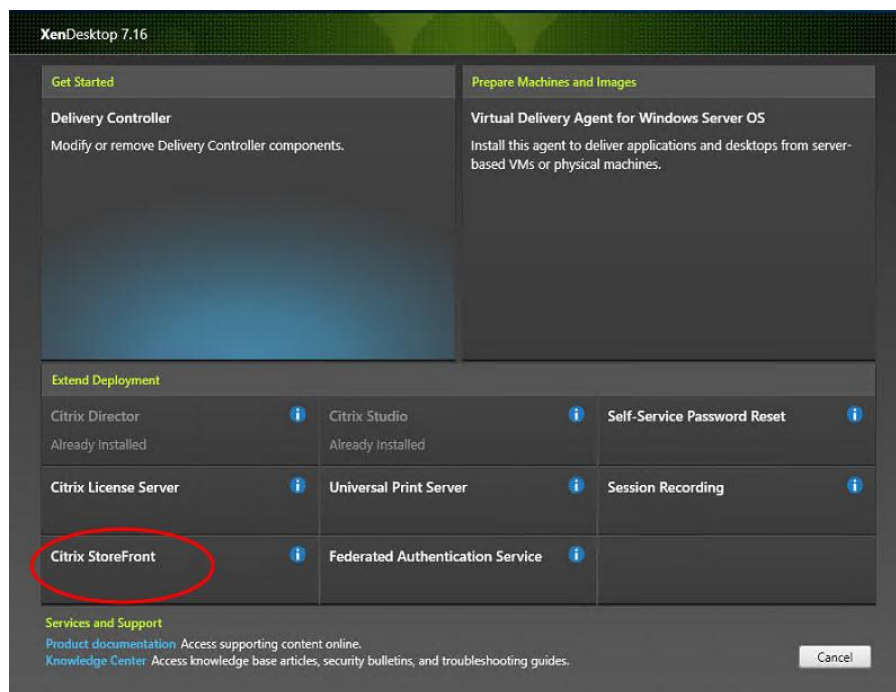 XenDesktop 7.16
Get Started
Delivery Controller
Modify or remove Delivery Controller components.
Prepare Machines and Images
Virtual Delivery Agent for Windows Server OS
Install this agent to deliver applications and desktops from server-
based VMs or physical machines.
Extend Deployment
Citrix Director
Already Installed
Citrix Studio
Already Installed
Self-Service Password Reset
Citrix License Server
Universal Print Server
Session Recording
Citrix StoreFront
Federated Authentication Service
Services and Support
Product documentation Access supporting content online.
Knowledge Center Access knowledge base articles, security bulletins, and troubleshooting guides.
Cancel